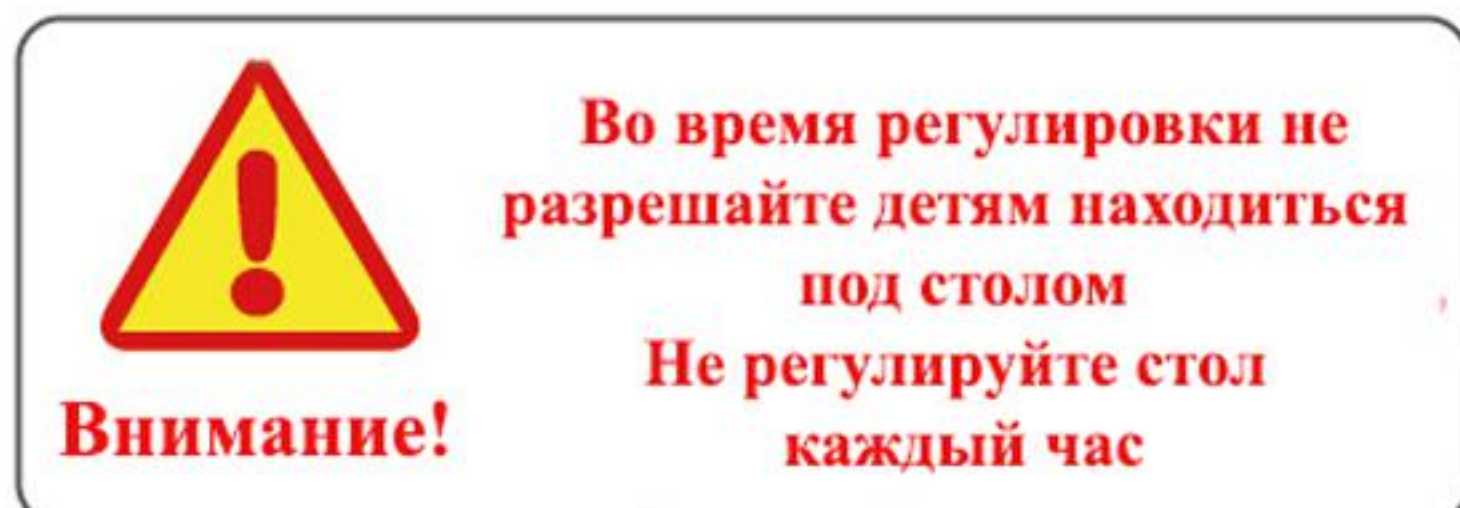 Во время регулировки не
разрешайте детям находиться
под столом
Не регулируйте стол
каждый час
Внимание!